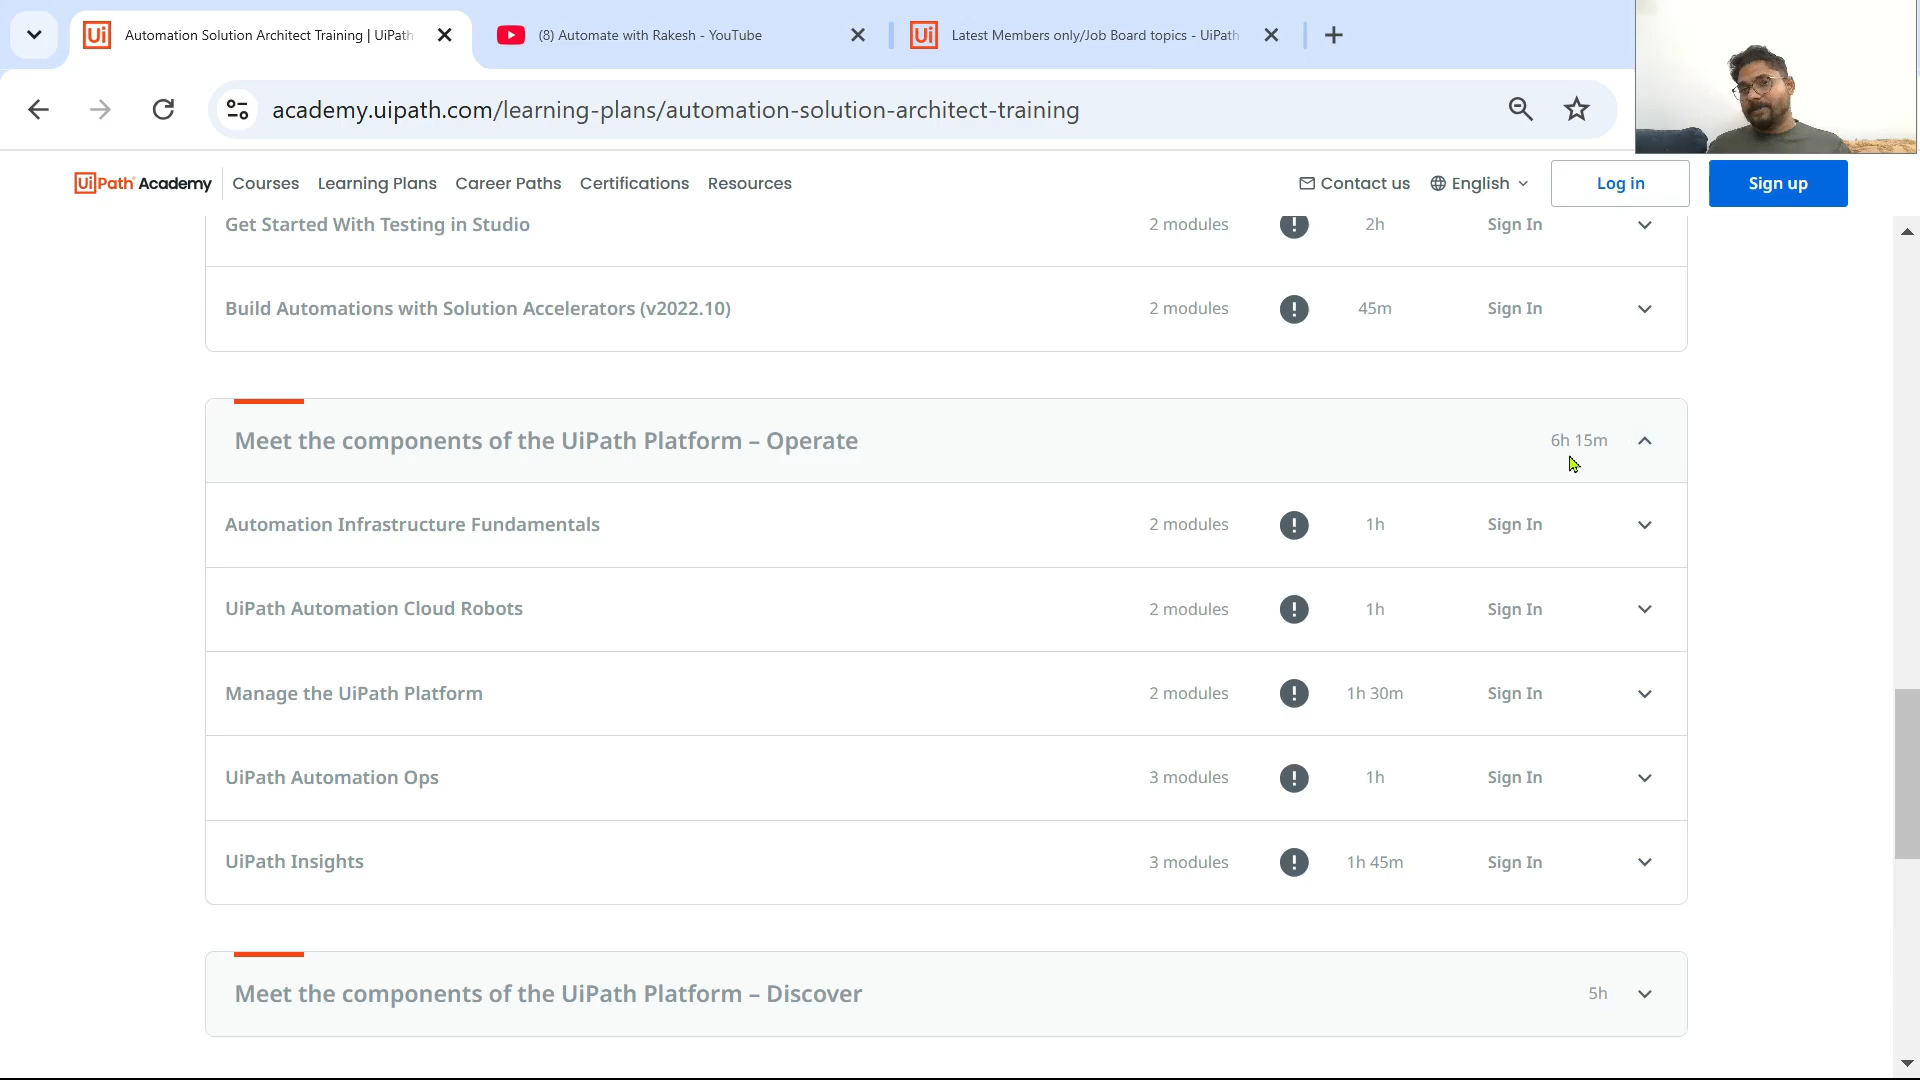 Automation Solution Architect Training | UiPath
(8) Automate with Rakesh - YouTube
Latest Members only/Job Board topics - UiPath
academy.uipath.com/learning-plans/automation-solution-architect-training
UiPath Academy
Courses
Learning Plans
Career Paths
Certifications
Resources
Contact us
English
Log in
Sign up
Get Started With Testing in Studio 2 modules ! 2h Sign In
Build Automations with Solution Accelerators (v2022.10) 2 modules ! 45m Sign In
Meet the components of the UiPath Platform – Operate 6h 15m
Automation Infrastructure Fundamentals 2 modules ! 1h Sign In
UiPath Automation Cloud Robots 2 modules ! 1h Sign In
Manage the UiPath Platform 2 modules ! 1h 30m Sign In
UiPath Automation Ops 3 modules ! 1h Sign In
UiPath Insights 3 modules ! 1h 45m Sign In
Meet the components of the UiPath Platform – Discover 5h